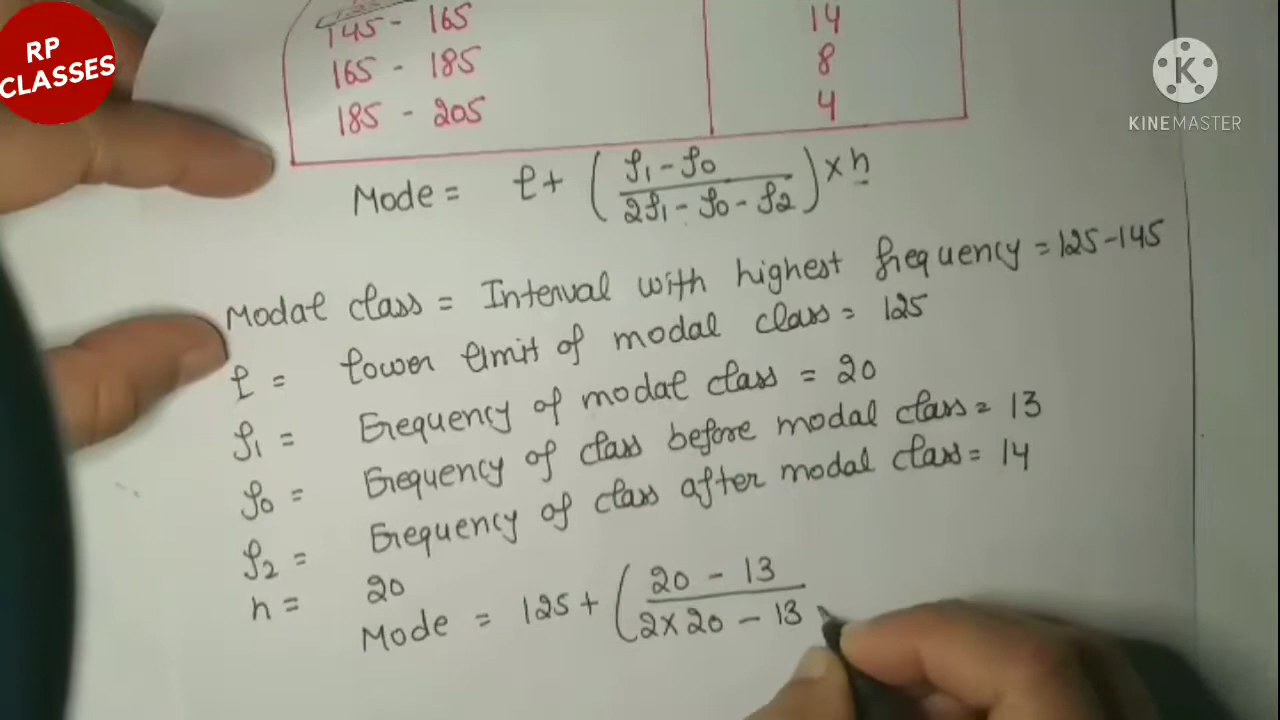 RP
CLASSES
145 - 165 14
165 - 185 8
185 - 205 4
KINEMASTER
Mode = l + ( f1 - f0 / 2f1 - f0 - f2 ) × h
Modal class = Interval with highest frequency = 125-145
l = lower limit of modal class = 125
f1 = Frequency of modal class = 20
f0 = Frequency of class before modal class = 13
f2 = Frequency of class after modal class = 14
h = 20
Mode = 125 + ( 20 - 13 / 2 × 20 - 13